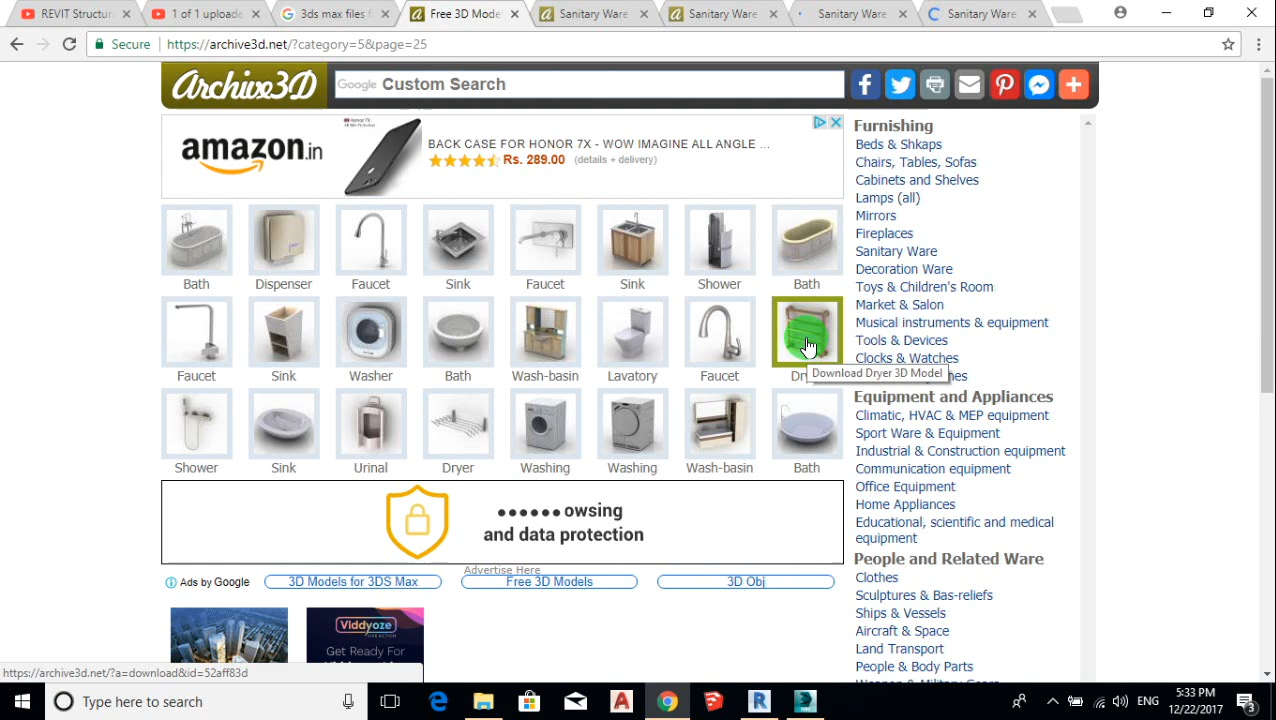 REVIT Structur
1 of 1 uploade
3ds max files f
Free 3D Mode
Sanitary Ware
Sanitary Ware
Sanitary Ware
Sanitary Ware
Secure
https://archive3d.net/?category=5&page=25
Archive3D
Google Custom Search
amazon.in
BACK CASE FOR HONOR 7X - WOW IMAGINE ALL ANGLE ...
Rs. 289.00 (details + delivery)
Bath
Dispenser
Faucet
Sink
Faucet
Sink
Shower
Bath
Faucet
Sink
Washer
Bath
Wash-basin
Lavatory
Faucet
Download Dryer 3D Model
Shower
Sink
Urinal
Dryer
Washing
Washing
Wash-basin
Bath
●●●●●● owsing
and data protection
Advertise Here
Ads by Google
3D Models for 3DS Max
Free 3D Models
3D Obj
Viddyoze
Get Ready For
Furnishing
Beds & Shkaps
Chairs, Tables, Sofas
Cabinets and Shelves
Lamps (all)
Mirrors
Fireplaces
Sanitary Ware
Decoration Ware
Toys & Children's Room
Market & Salon
Musical instruments & equipment
Tools & Devices
Clocks & Watches
Equipment and Appliances
Climatic, HVAC & MEP equipment
Sport Ware & Equipment
Industrial & Construction equipment
Communication equipment
Office Equipment
Home Appliances
Educational, scientific and medical
equipment
People and Related Ware
Clothes
Sculptures & Bas-reliefs
Ships & Vessels
Aircraft & Space
Land Transport
People & Body Parts
https://archive3d.net/?a=download&id=52aff83d
Type here to search
ENG
5:33 PM
12/22/2017
3